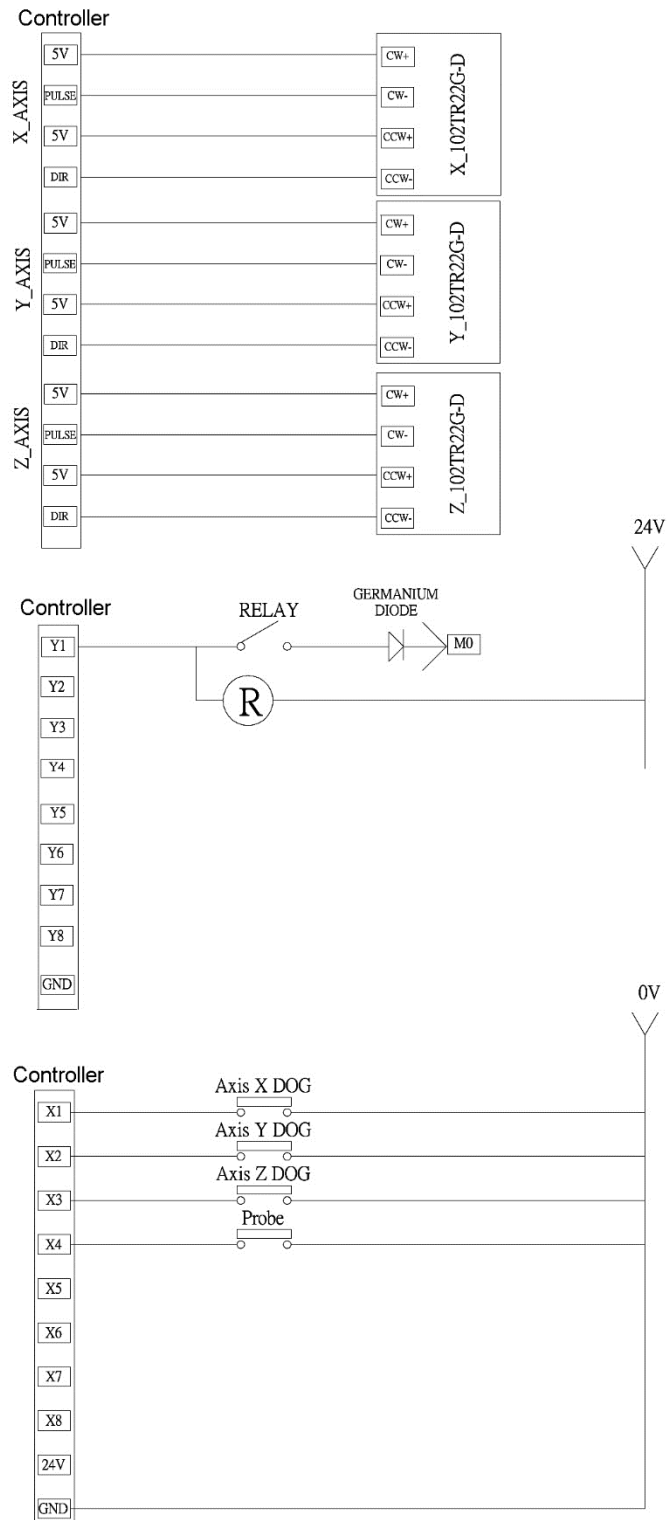 Controller
X_AXIS
5V
PULSE
5V
DIR
CW+
CW-
CCW+
CCW-
X_102TR22G-D
Y_AXIS
5V
PULSE
5V
DIR
CW+
CW-
CCW+
CCW-
Y_102TR22G-D
Z_AXIS
5V
PULSE
5V
DIR
CW+
CW-
CCW+
CCW-
Z_102TR22G-D
24V
Controller
Y1
Y2
Y3
Y4
Y5
Y6
Y7
Y8
GND
RELAY
GERMANIUM
DIODE
M0
R
0V
Controller
X1
X2
X3
X4
X5
X6
X7
X8
24V
GND
Axis X DOG
Axis Y DOG
Axis Z DOG
Probe